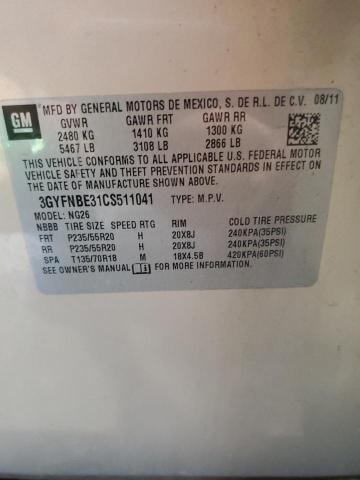 GM
MFD BY GENERAL MOTORS DE MEXICO, S. DE R.L. DE C.V. 08/11
GVWR GAWR FRT GAWR RR
2480 KG 1410 KG 1300 KG
5467 LB 3108 LB 2866 LB
THIS VEHICLE CONFORMS TO ALL APPLICABLE U.S. FEDERAL MOTOR
VEHICLE SAFETY AND THEFT PREVENTION STANDARDS IN EFFECT ON
THE DATE OF MANUFACTURE SHOWN ABOVE.
3GYFNBE31CS511041 TYPE: M.P.V.
MODEL: NG26
NBBB TIRE SIZE SPEED RTG RIM COLD TIRE PRESSURE
FRT P235/55R20 H 20X8J 240KPA(35PSI)
RR P235/55R20 H 20X8J 240KPA(35PSI)
SPA T135/70R18 M 18X4.5B 420KPA(60PSI)
SEE OWNER'S MANUAL FOR MORE INFORMATION.